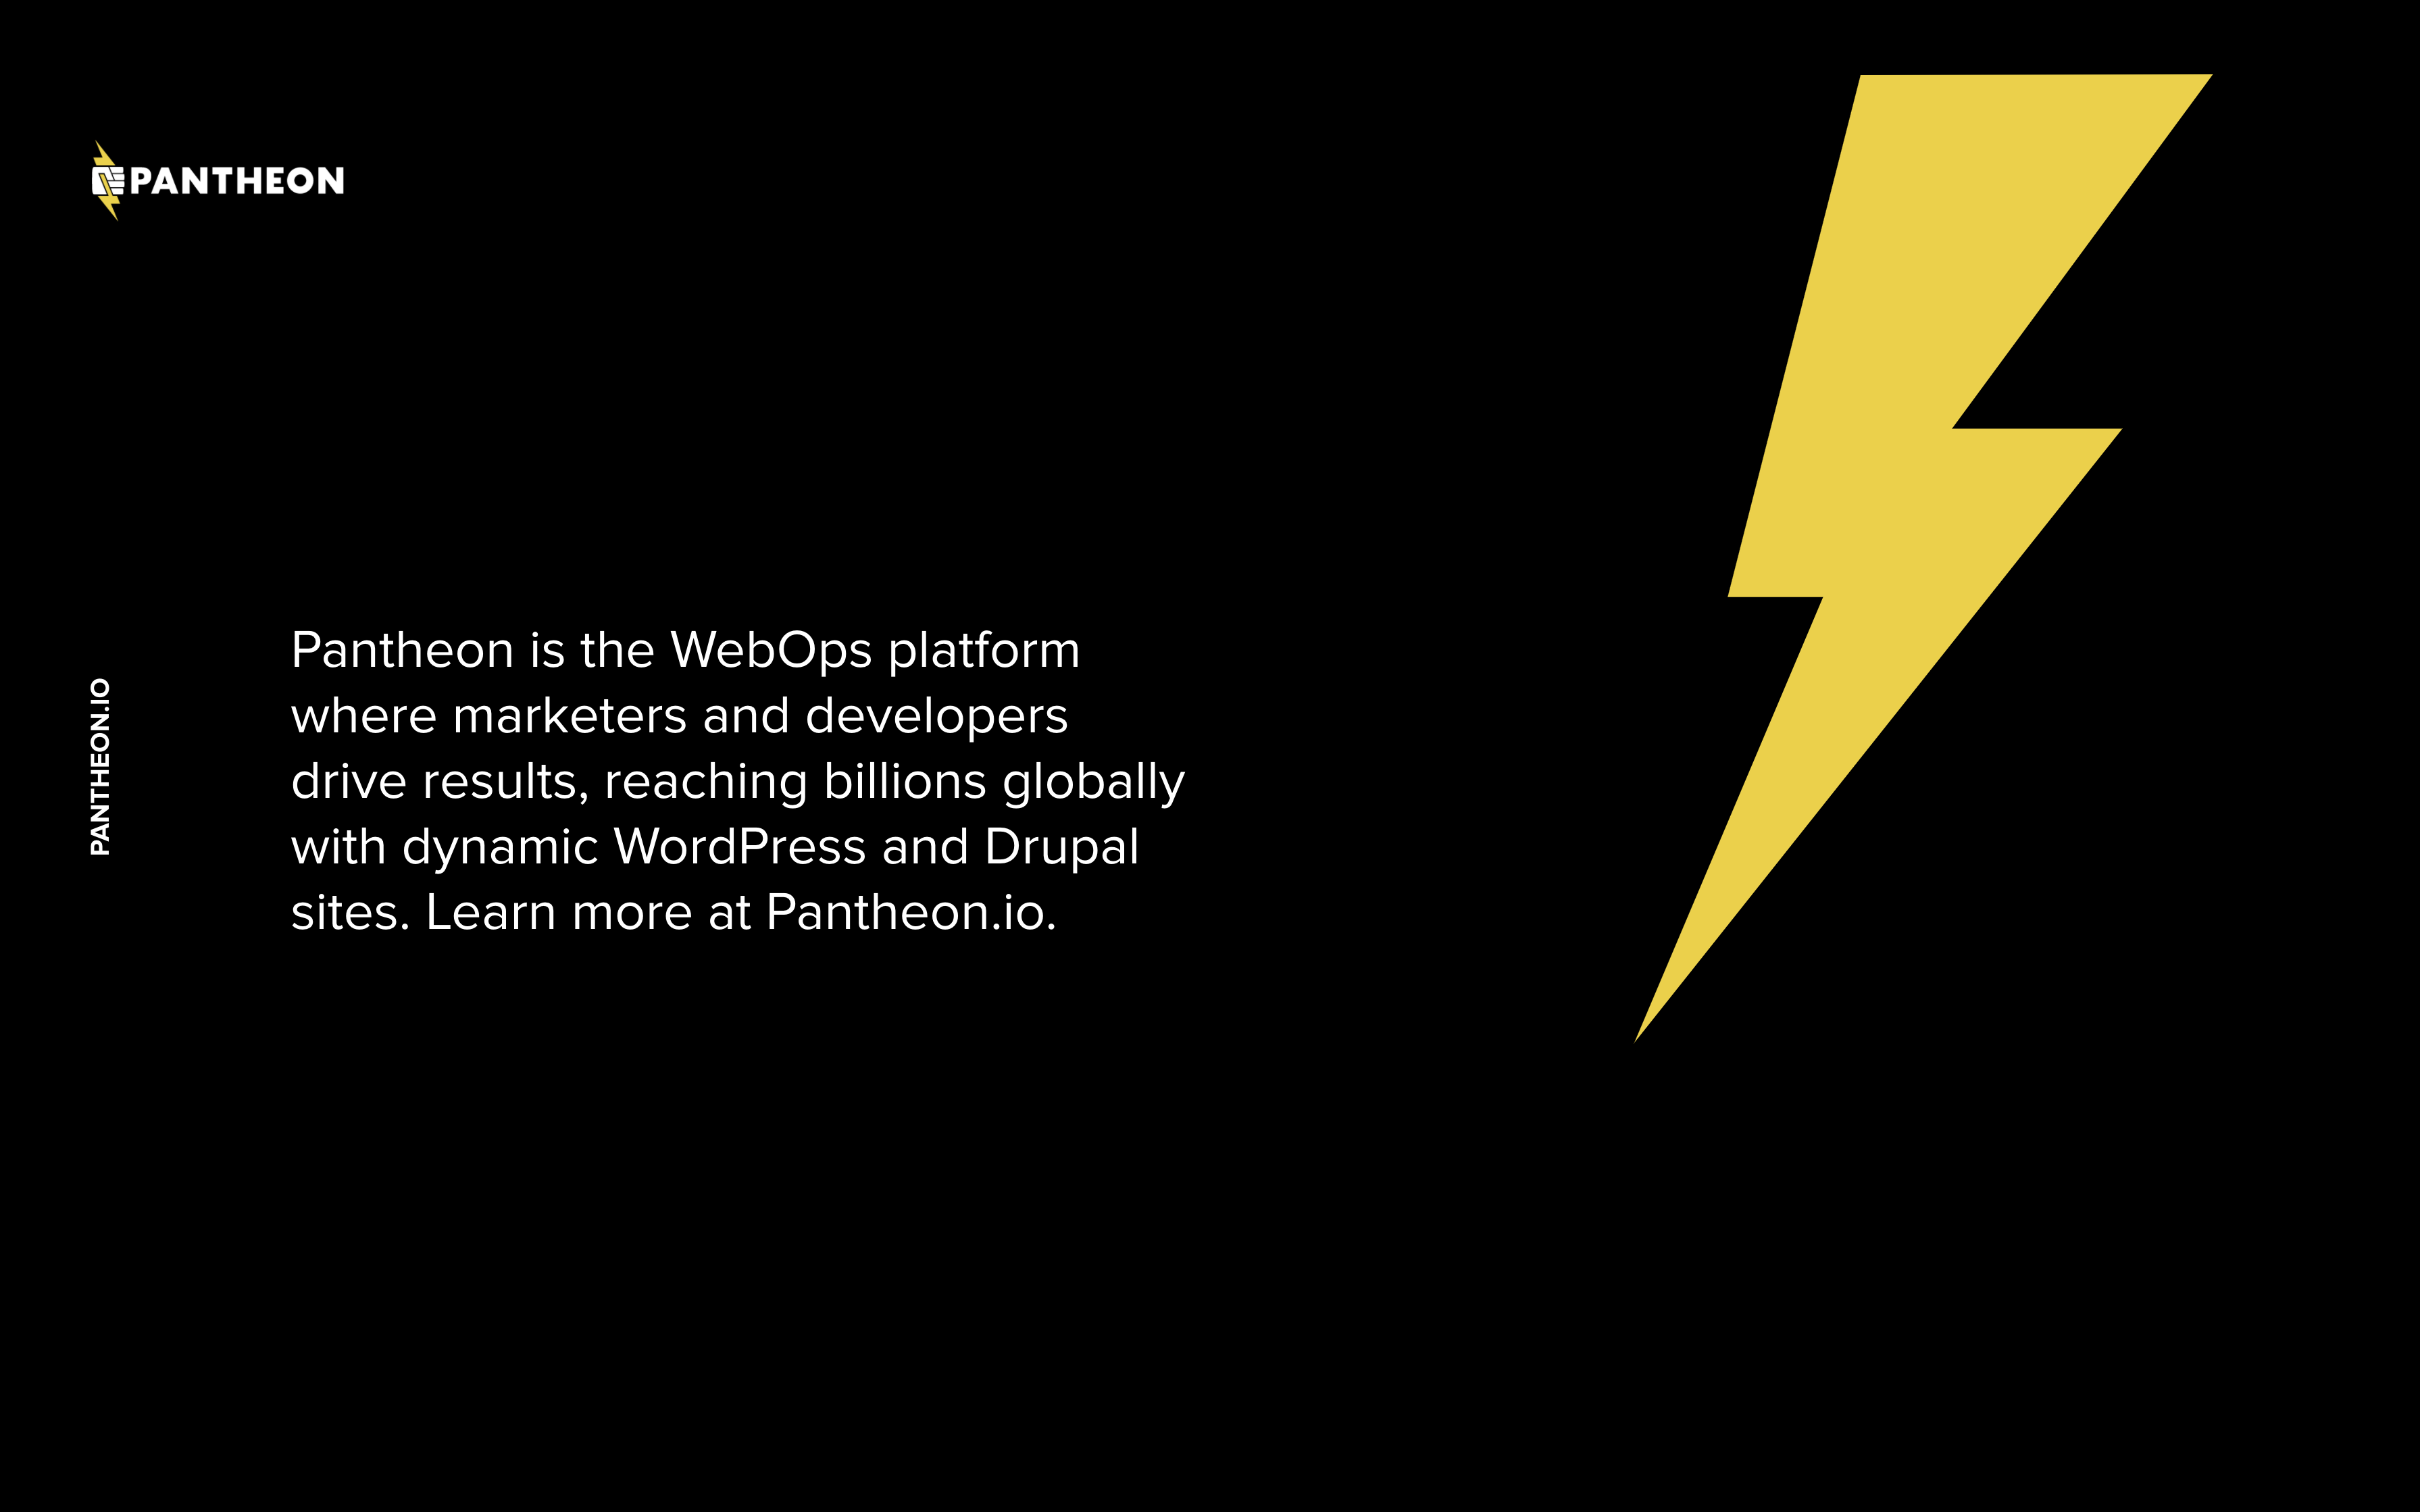 PANTHEON
PANTHEON.IO
Pantheon is the WebOps platform
where marketers and developers
drive results, reaching billions globally
with dynamic WordPress and Drupal
sites. Learn more at Pantheon.io.